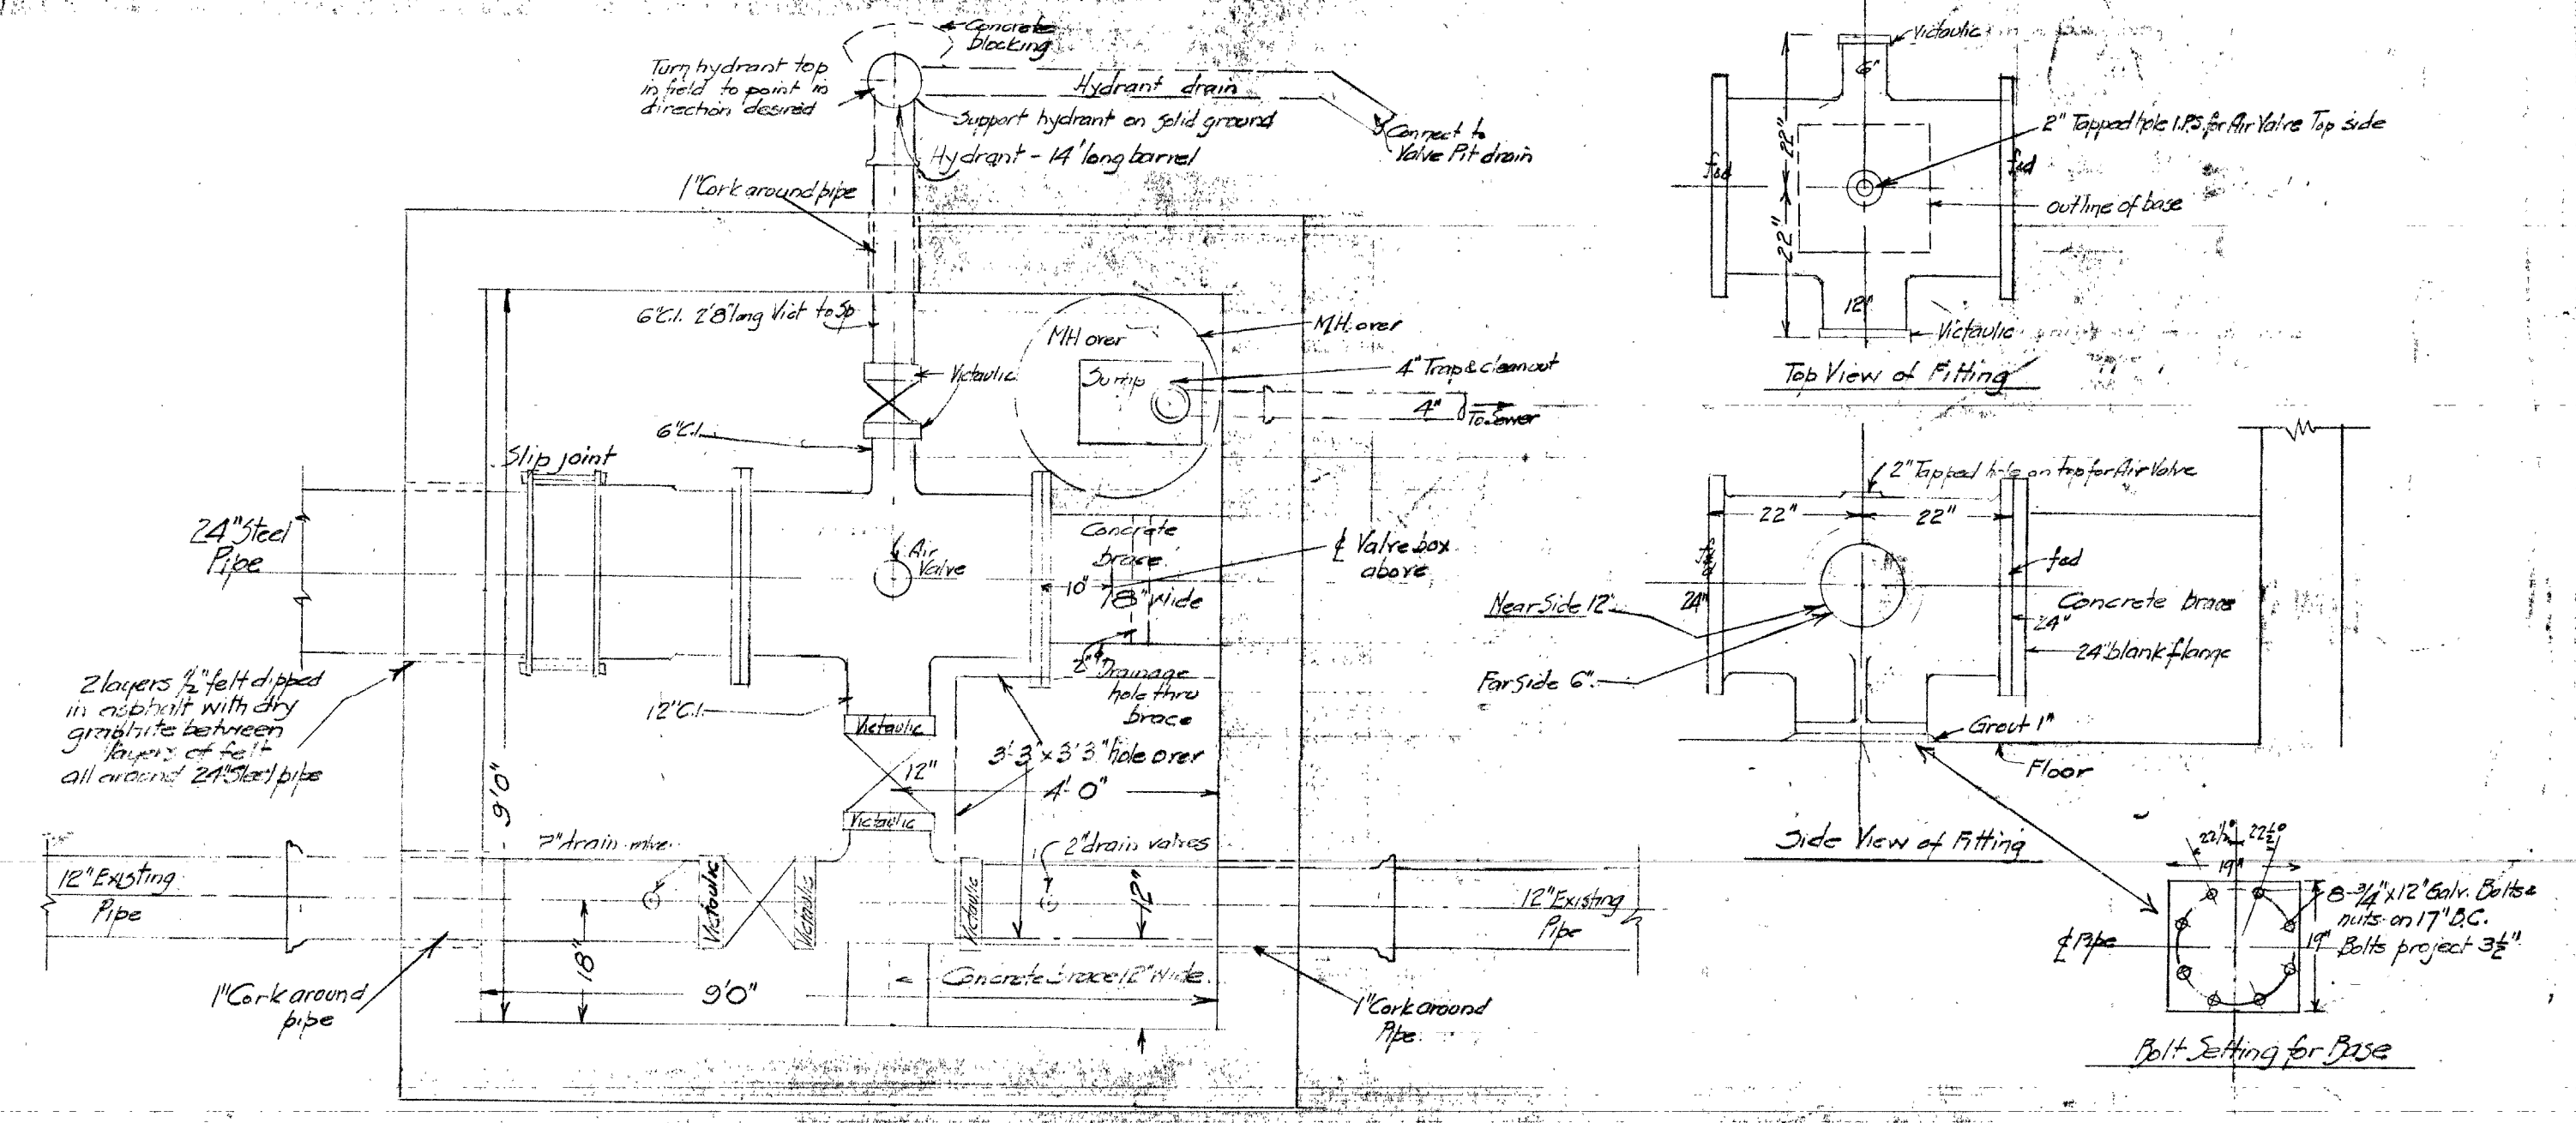 Concrete
blocking
Turn hydrant top
in field to point in
direction desired
Hydrant drain
Support hydrant on solid ground
Connect to
Valve Pit drain
Hydrant - 14' long barrel
1" Cork around pipe
6" C.I. 2'8" long Vict to Sp
MH over
MH over
Sump
4" Trap & cleanout
4"
To Sewer
Victaulic
6" C.I.
Slip joint
24" Steel
Pipe
Air
Valve
Concrete
brace
18" Wide
10"
℄ Valve box
above
2" Drainage
hole thru
brace
2 layers ½" felt dipped
in asphalt with dry
graphite between
layers of felt
all around 24" Steel pipe
12" C.I.
Victaulic
12"
3'-3" x 3'3" hole over
4'-0"
9'0"
Victaulic
2" drain valves
12" Existing
Pipe
Victaulic
Victaulic
Victaulic
12"
18"
12" Existing
Pipe
1" Cork around
pipe
9'0"
Concrete brace 12" Wide
1" Cork around
Pipe
Victaulic
6"
22"
22"
2" Tapped hole I.P.S. for Air Valve Top side
f&d
f&d
outline of base
12"
Victaulic
Top View of Fitting
2" Tapped hole on top for Air Valve
22"
22"
f&d
24"
Near Side 12"
Far Side 6"
Concrete brace
24"
24" blank flange
Grout 1"
Floor
Side View of Fitting
22½°
22½°
19"
8-¾" x 12" Galv. Bolts &
nuts on 17" B.C.
Bolts project 3½"
19"
℄ Pipe
Bolt Setting for Base